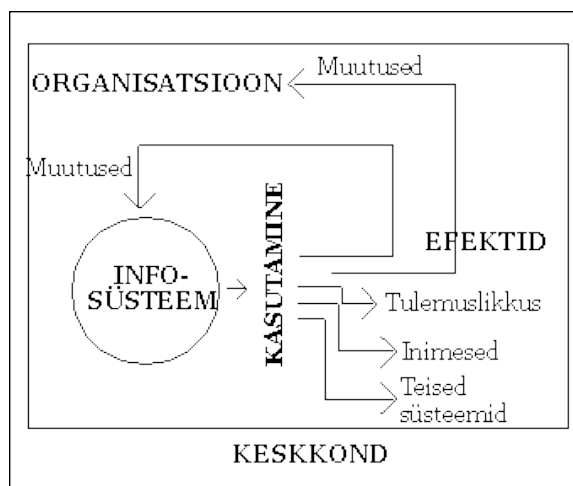 Muutused
ORGANISATSIOON
Muutused
EFEKTID
INFO-
SÜSTEEM
KASUTAMINE
Tulemuslikkus
Inimesed
Teised
süsteemid
KESKKOND